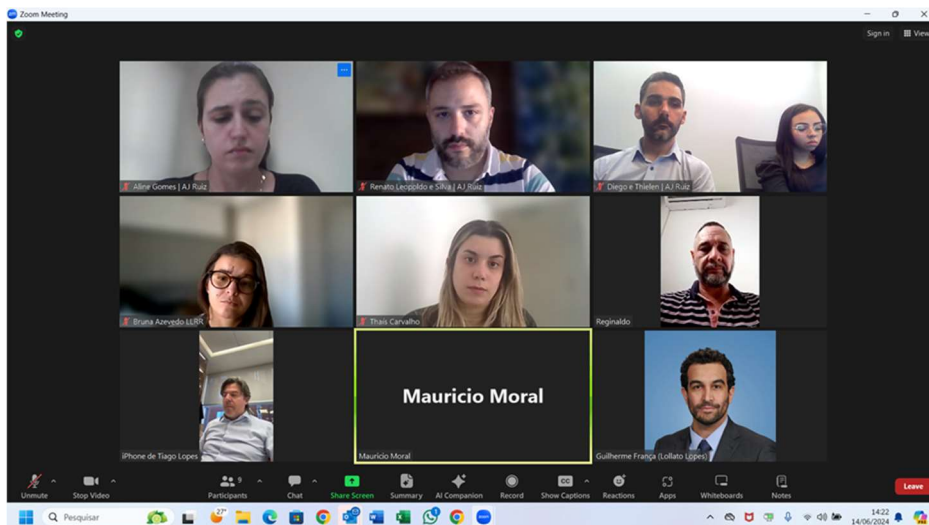 Zoom Meeting
Sign in
View
Aline Gomes | AJ Ruiz
Renato Leopoldo e Silva | AJ Ruiz
Diego e Thielen | AJ Ruiz
Bruna Azevedo LLRR
Thais Carvalho
Reginaldo
iPhone de Tiago Lopes
Mauricio Moral
Mauricio Moral
Guilherme França (Lollato Lopes)
Unmute
Stop Video
9
Participants
Chat
Share Screen
Summary
AI Companion
Record
CC
Show Captions
Reactions
Apps
Whiteboards
Notes
Leave
Pesquisar
27°
14:22
14/06/2024